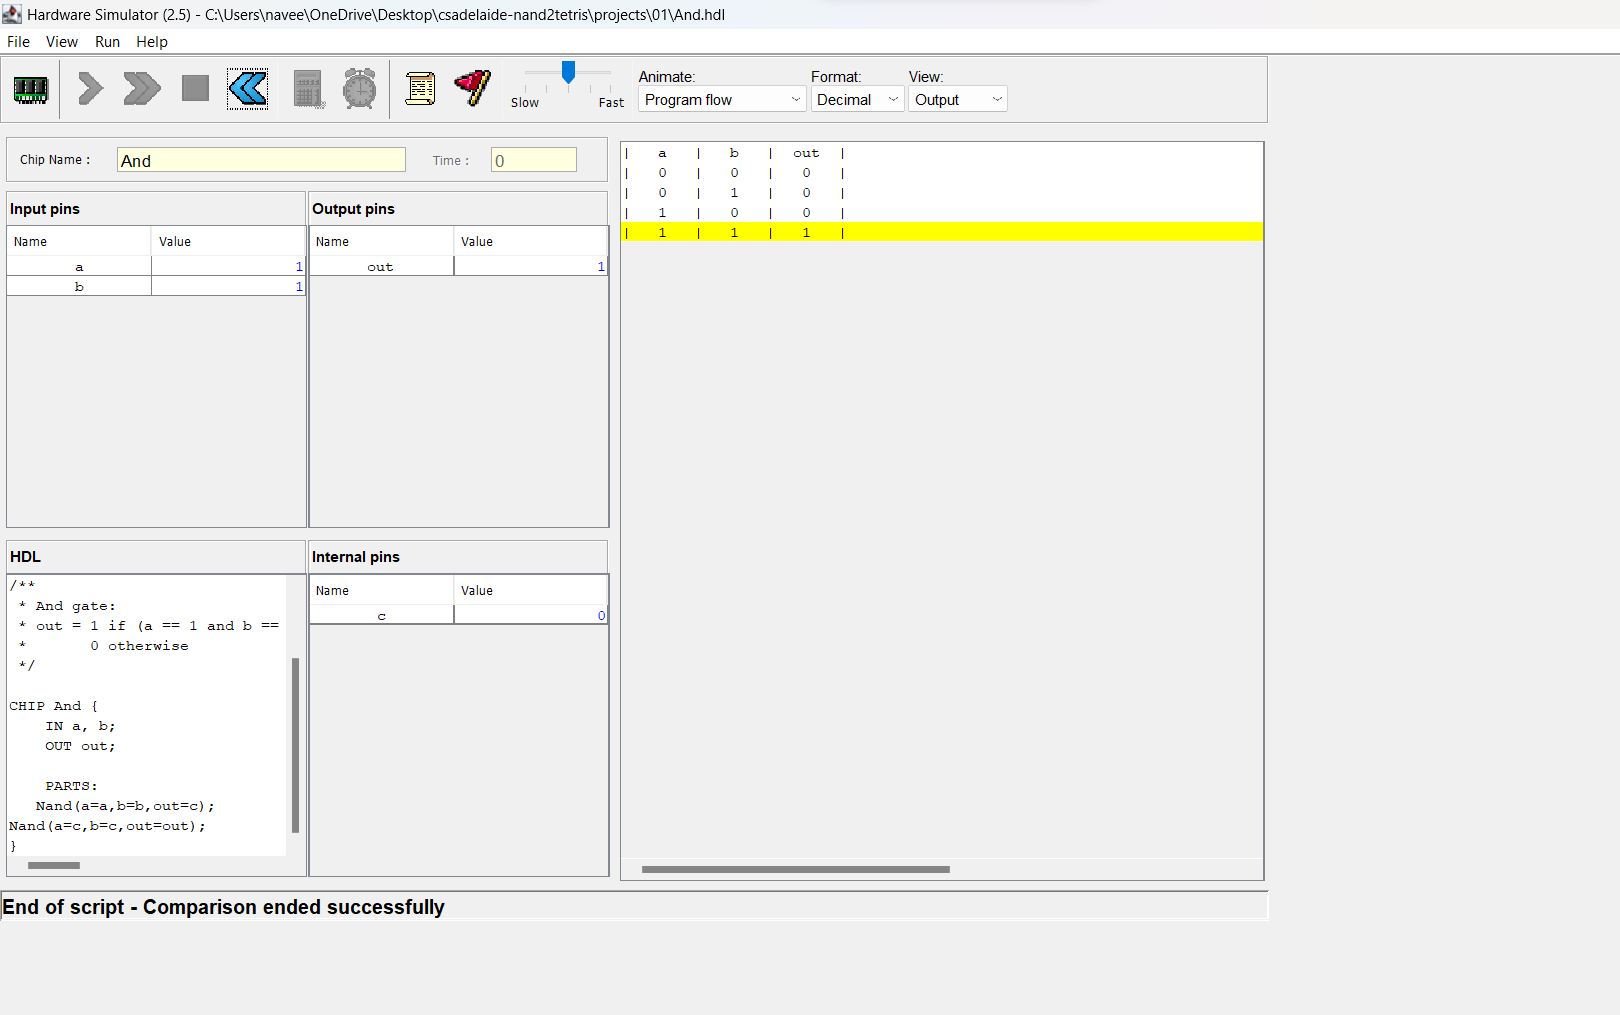 Hardware Simulator (2.5) - C:\Users\navee\OneDrive\Desktop\csadelaide-nand2tetris\projects\01\And.hdl
File View Run Help
Slow Fast
Animate: Format: View:
Program flow Decimal Output
Chip Name : And Time : 0
Input pins
Name Value
a 1
b 1
Output pins
Name Value
out 1
HDL
/**
* And gate:
* out = 1 if (a == 1 and b ==
* 0 otherwise
*/
CHIP And {
IN a, b;
OUT out;
PARTS:
Nand(a=a,b=b,out=c);
Nand(a=c,b=c,out=out);
}
Internal pins
Name Value
c 0
| a | b | out |
| 0 | 0 | 0 |
| 0 | 1 | 0 |
| 1 | 0 | 0 |
| 1 | 1 | 1 |
End of script - Comparison ended successfully